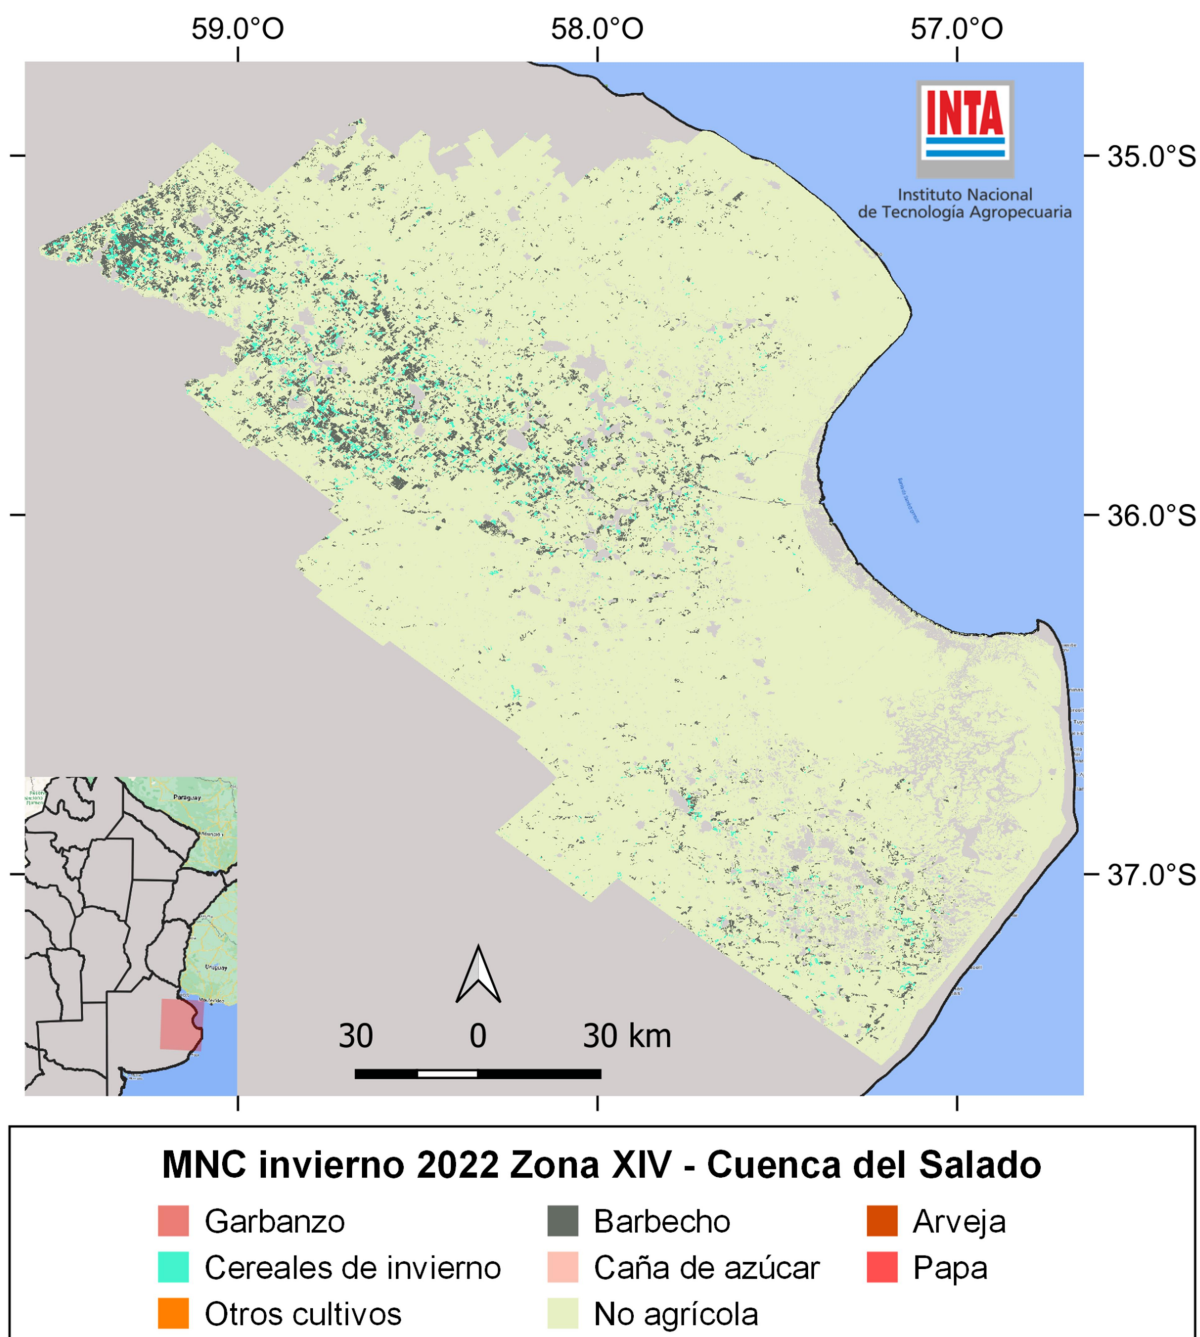 59.0°O 58.0°O 57.0°O
INTA
35.0°S
Instituto Nacional
de Tecnología Agropecuaria
36.0°S
37.0°S
Paraguay
Uruguay
30 0 30 km
MNC invierno 2022 Zona XIV - Cuenca del Salado
Garbanzo Barbecho Arveja
Cereales de invierno Caña de azúcar Papa
Otros cultivos No agrícola